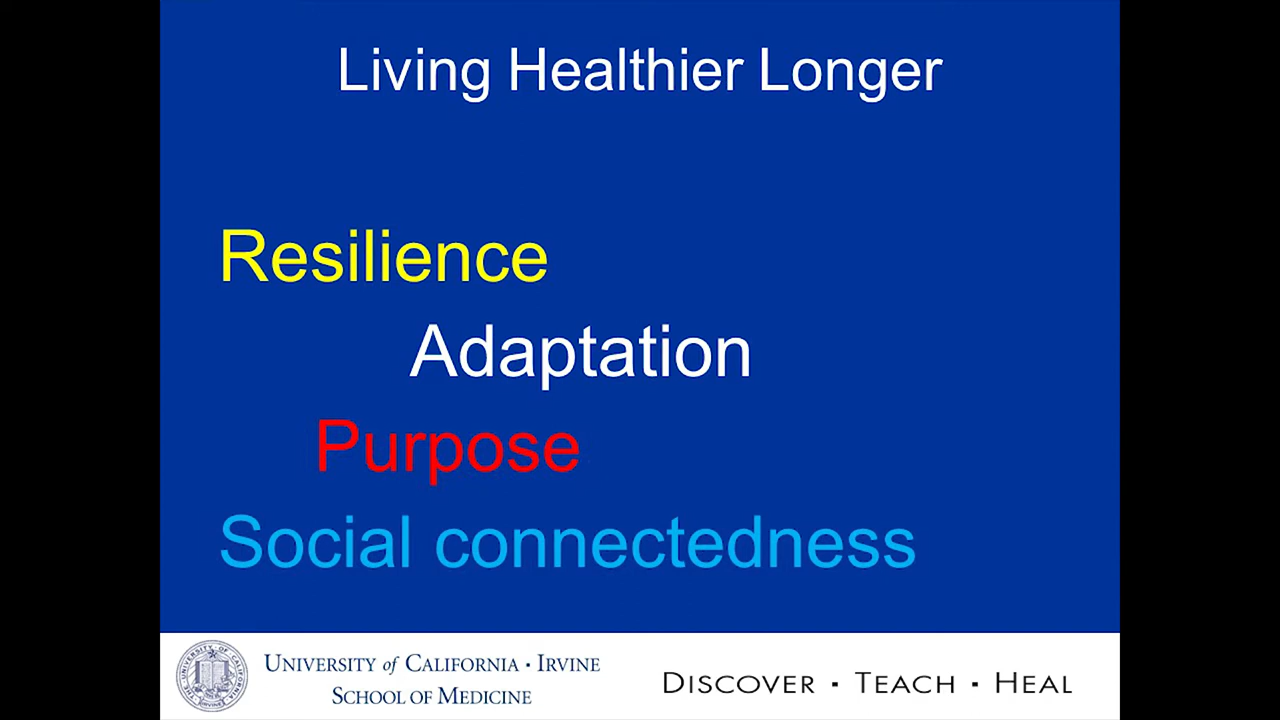 Living Healthier Longer
Resilience
Adaptation
Purpose
Social connectedness
UNIVERSITY of CALIFORNIA · IRVINE
SCHOOL OF MEDICINE
DISCOVER ▪ TEACH ▪ HEAL